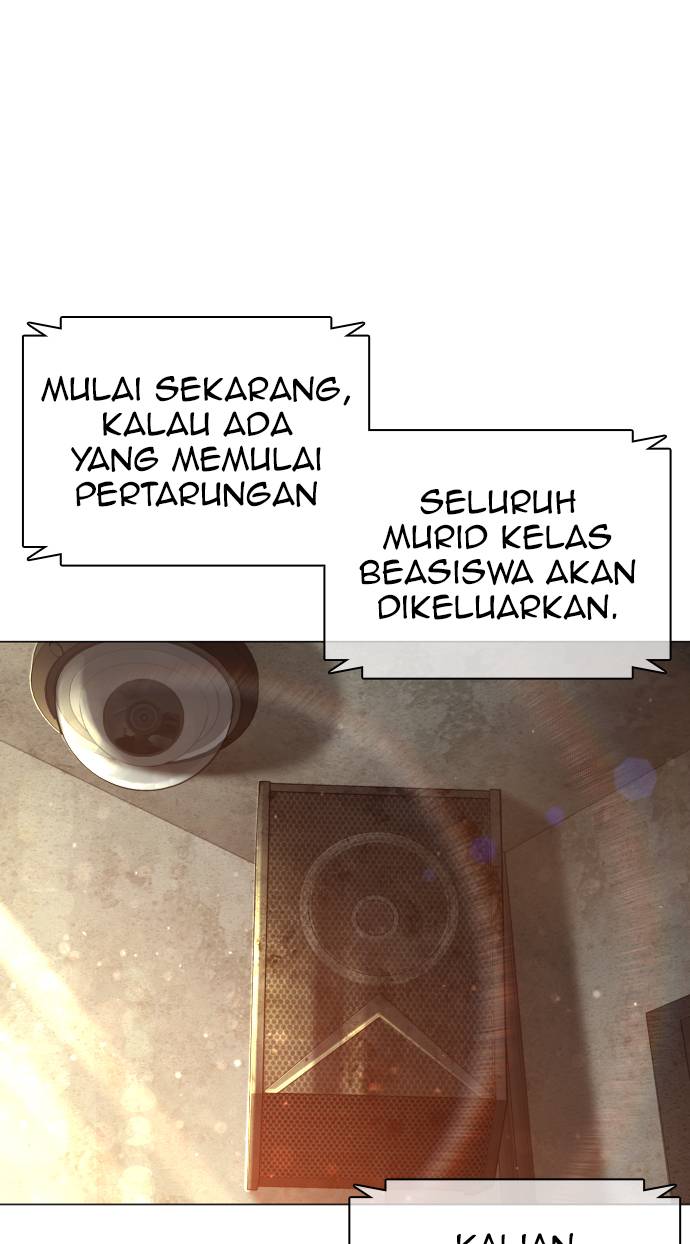 MULAI SEKARANG,
KALAU ADA
YANG MEMULAI
PERTARUNGAN
SELURUH
MURID KELAS
BEASISWA AKAN
DIKELUARKAN.
KALIAN